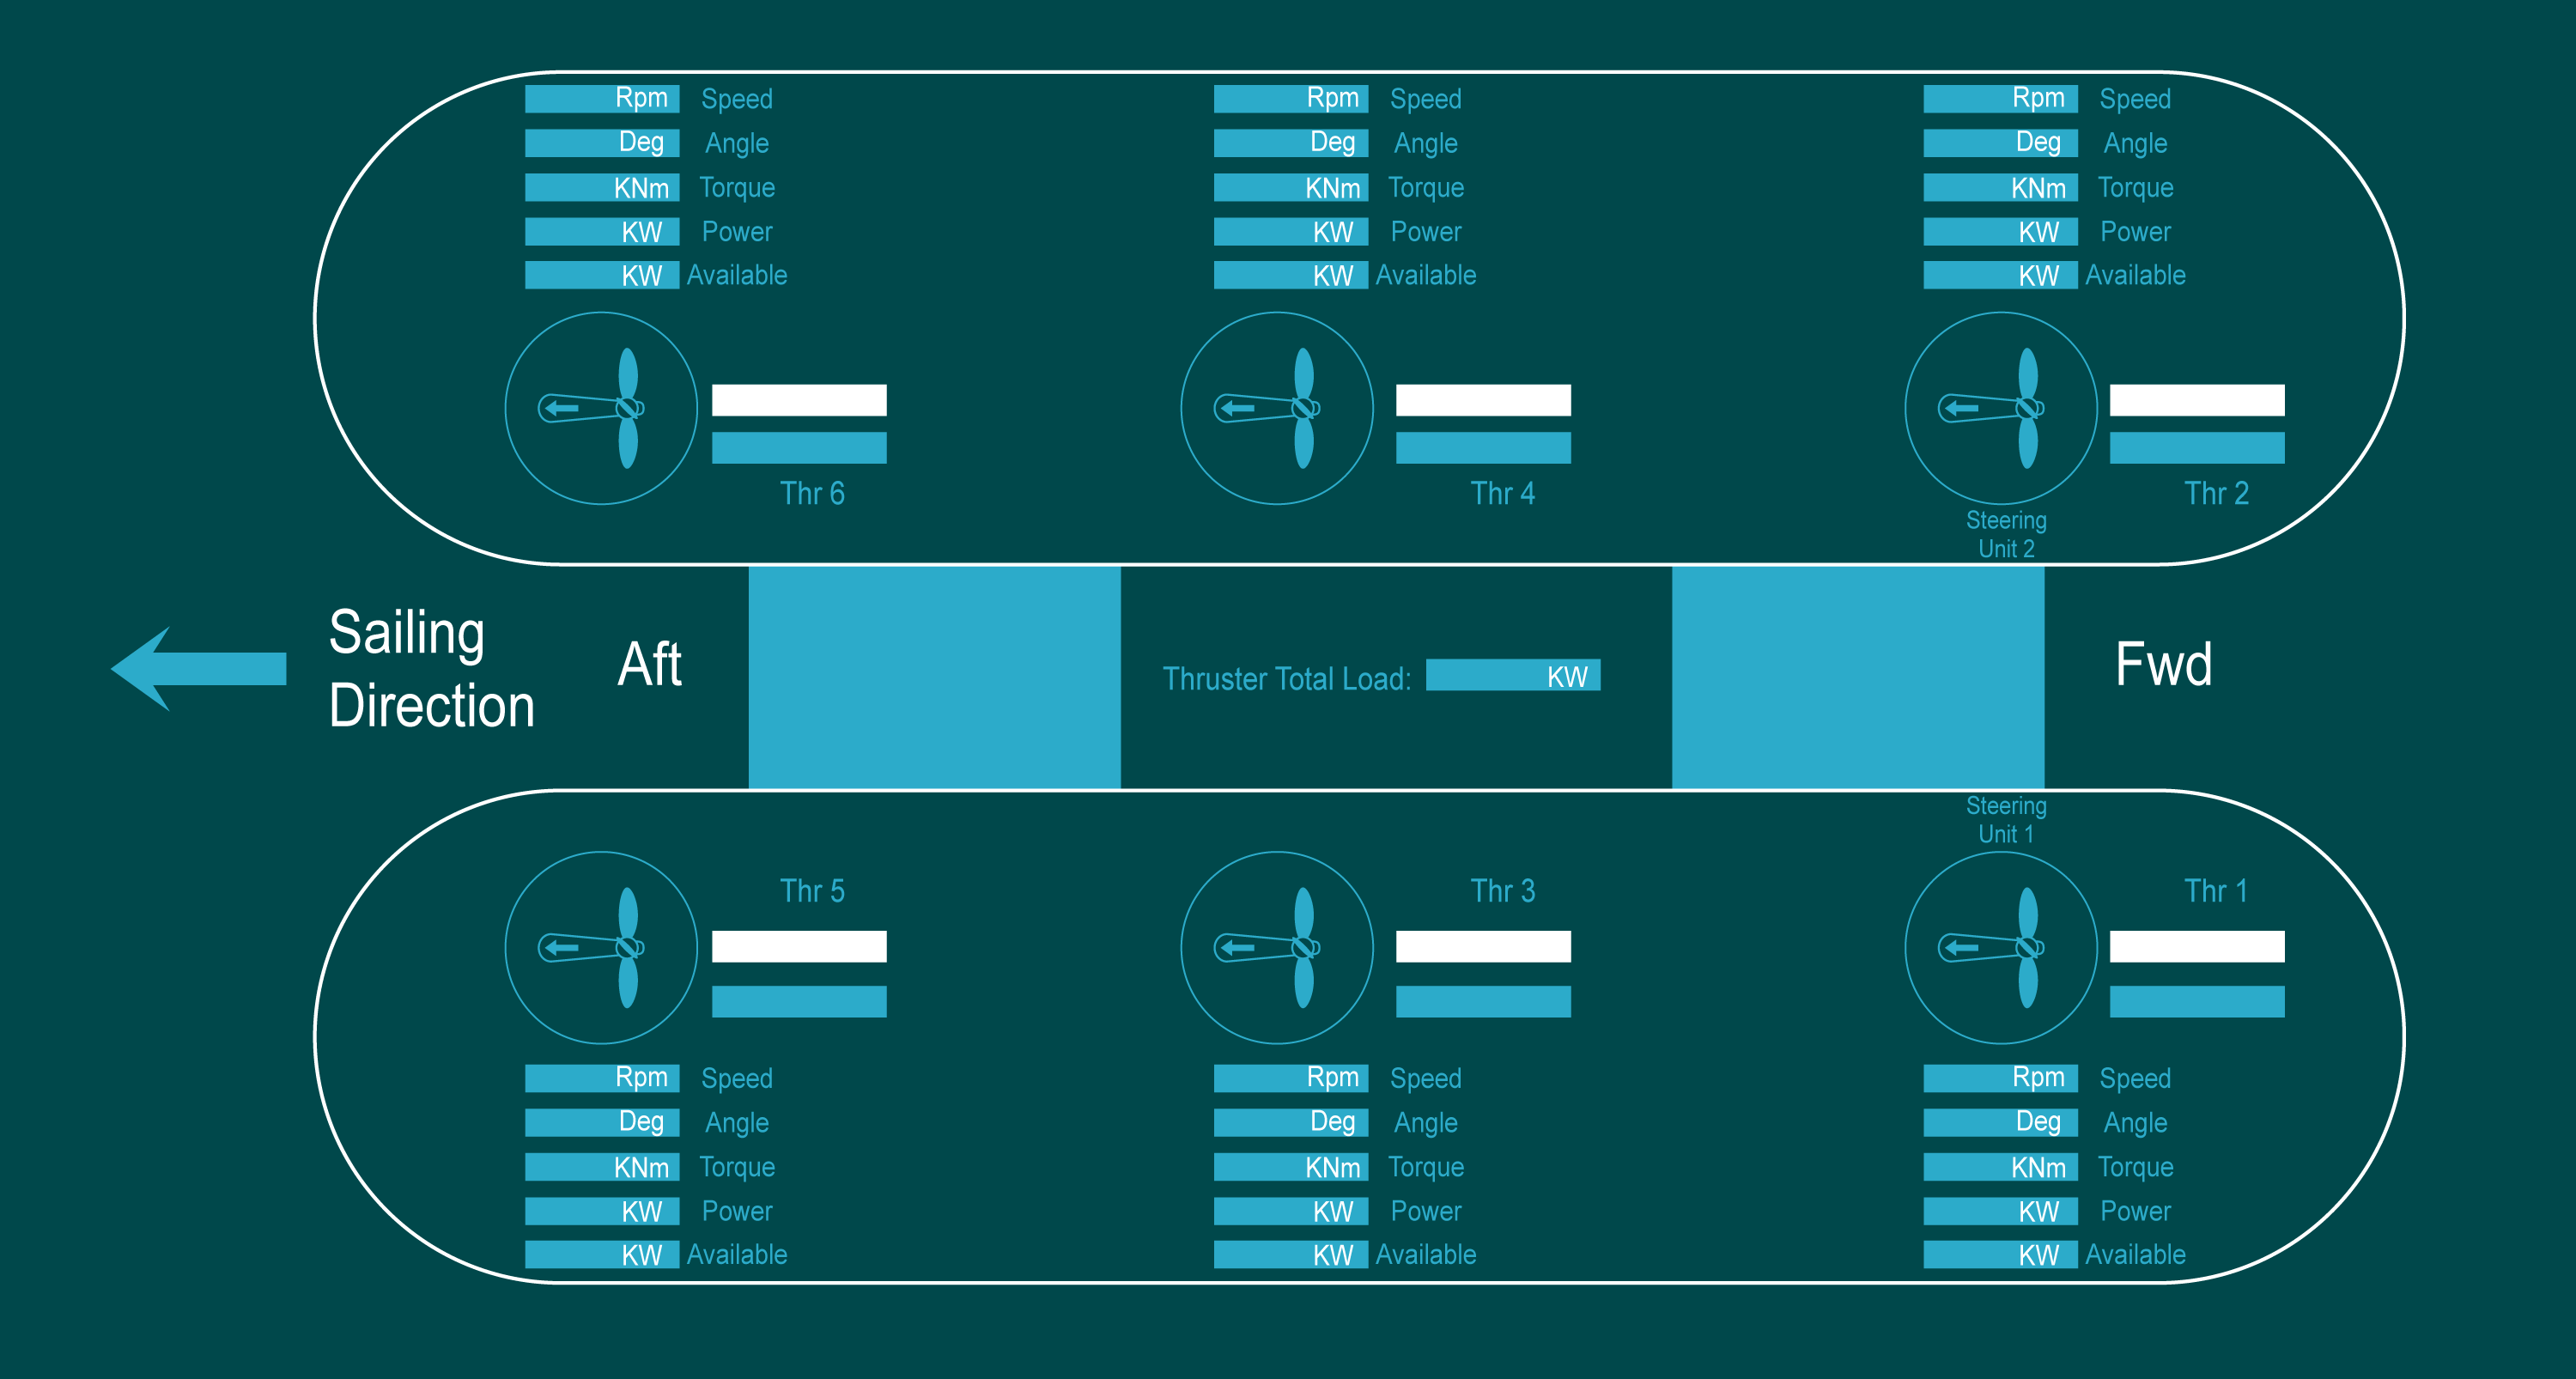 Rpm Speed Rpm Speed Rpm Speed
Deg Angle Deg Angle Deg Angle
KNm Torque KNm Torque KNm Torque
KW Power KW Power KW Power
KW Available KW Available KW Available
Thr 6 Thr 4 Thr 2
Steering
Unit 2
Sailing
Direction
Aft
Thruster Total Load: KW
Fwd
Steering
Unit 1
Thr 5 Thr 3 Thr 1
Rpm Speed Rpm Speed Rpm Speed
Deg Angle Deg Angle Deg Angle
KNm Torque KNm Torque KNm Torque
KW Power KW Power KW Power
KW Available KW Available KW Available